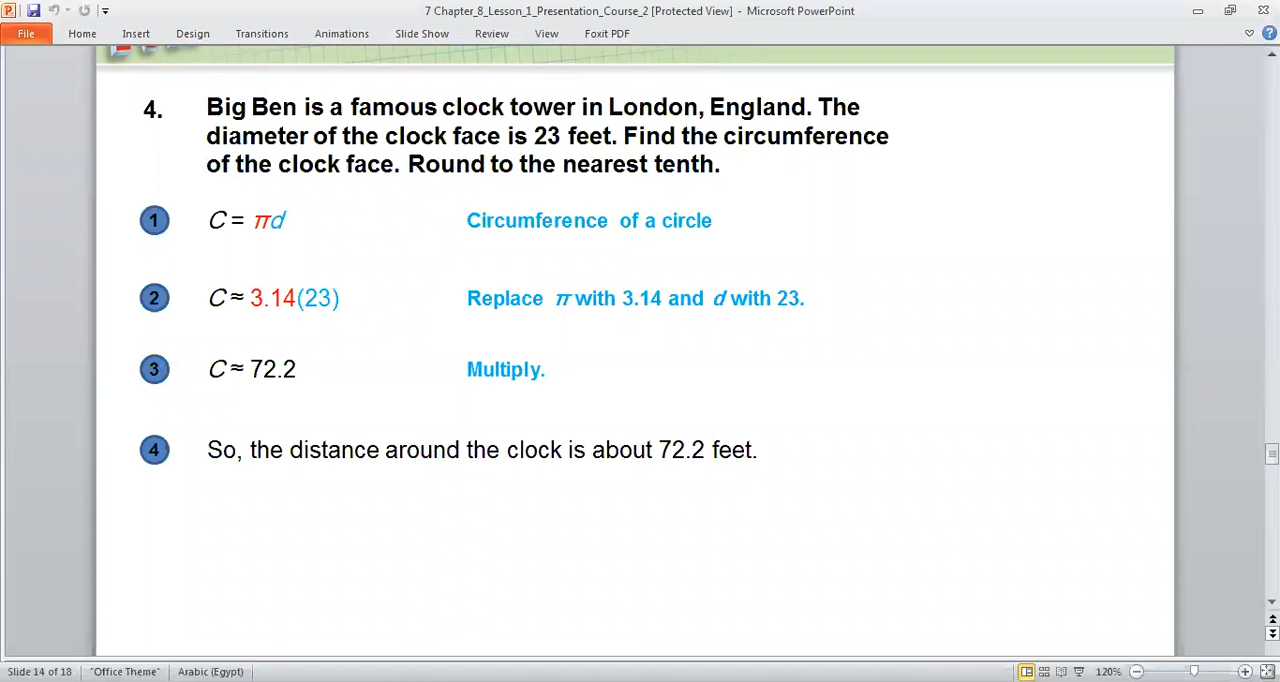 7 Chapter_8_Lesson_1_Presentation_Course_2 [Protected View] - Microsoft PowerPoint
File Home Insert Design Transitions Animations Slide Show Review View Foxit PDF
4. Big Ben is a famous clock tower in London, England. The
diameter of the clock face is 23 feet. Find the circumference
of the clock face. Round to the nearest tenth.
1 C = πd Circumference of a circle
2 C ≈ 3.14(23) Replace π with 3.14 and d with 23.
3 C ≈ 72.2 Multiply.
4 So, the distance around the clock is about 72.2 feet.
Slide 14 of 18 "Office Theme" Arabic (Egypt) 120%